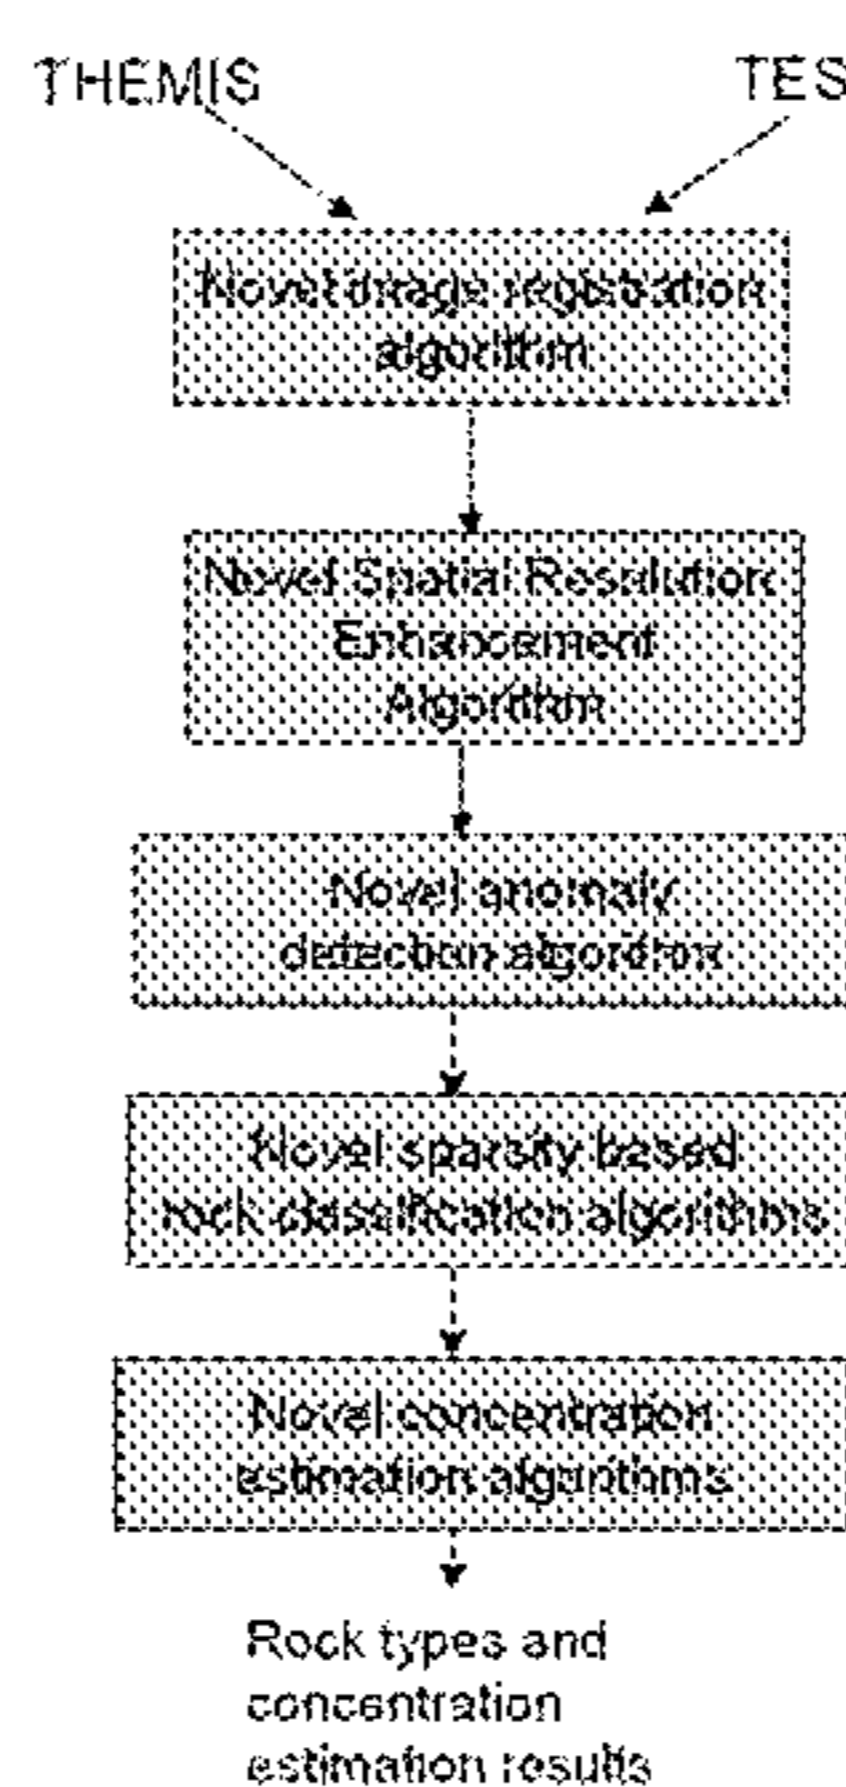 THEMIS TES
Novel image registration
algorithm
Novel Spatial Resolution
Enhancement
Algorithm
Novel anomaly
detection algorithm
Novel sparsity based
rock classification algorithms
Novel concentration
estimation algorithms
Rock types and
concentration
estimation results